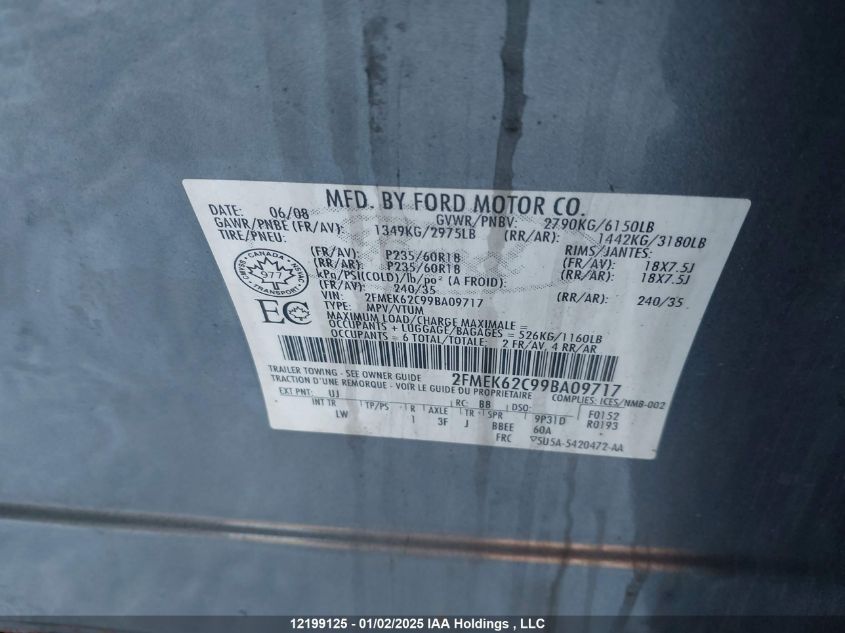 MFD. BY FORD MOTOR CO.
DATE: 06/08 GVWR/PNBV: 2790KG/6150LB
GAWR/PNBE (FR/AV): 1349KG/2975LB (RR/AR): 1442KG/3180LB
TIRE/PNEU: RIMS/JANTES:
(FR/AV): P235/60R18 (FR/AV): 18X7.5J
(RR/AR): P235/60R18 (RR/AR): 18X7.5J
kPa/PSI(COLD)/lb/po² (A FROID):
(FR/AV): 240/35 (RR/AR): 240/35
VIN: 2FMEK62C99BA09717
TYPE: MPV/VTUM
MAXIMUM LOAD/CHARGE MAXIMALE =
OCCUPANTS + LUGGAGE/BAGAGES = 526KG/1160LB
OCCUPANTS = 6 TOTAL/TOTALE: 2 FR/AV, 4 RR/AR
CANADA
977
TRANSPORT
EC
2FMEK62C99BA09717
TRAILER TOWING - SEE OWNER GUIDE
TRACTION D'UNE REMORQUE - VOIR LE GUIDE DU PROPRIETAIRE COMPLIES: ICES/NMB-002
EXT PNT: UJ RC: B8 DSO: F0152
INT TR TP/PS R AXLE TR SPR 9P31D R0193
LW 1 3F J BBEE 60A
FRC ▽5U5A-5420472-AA
12199125 - 01/02/2025 IAA Holdings , LLC